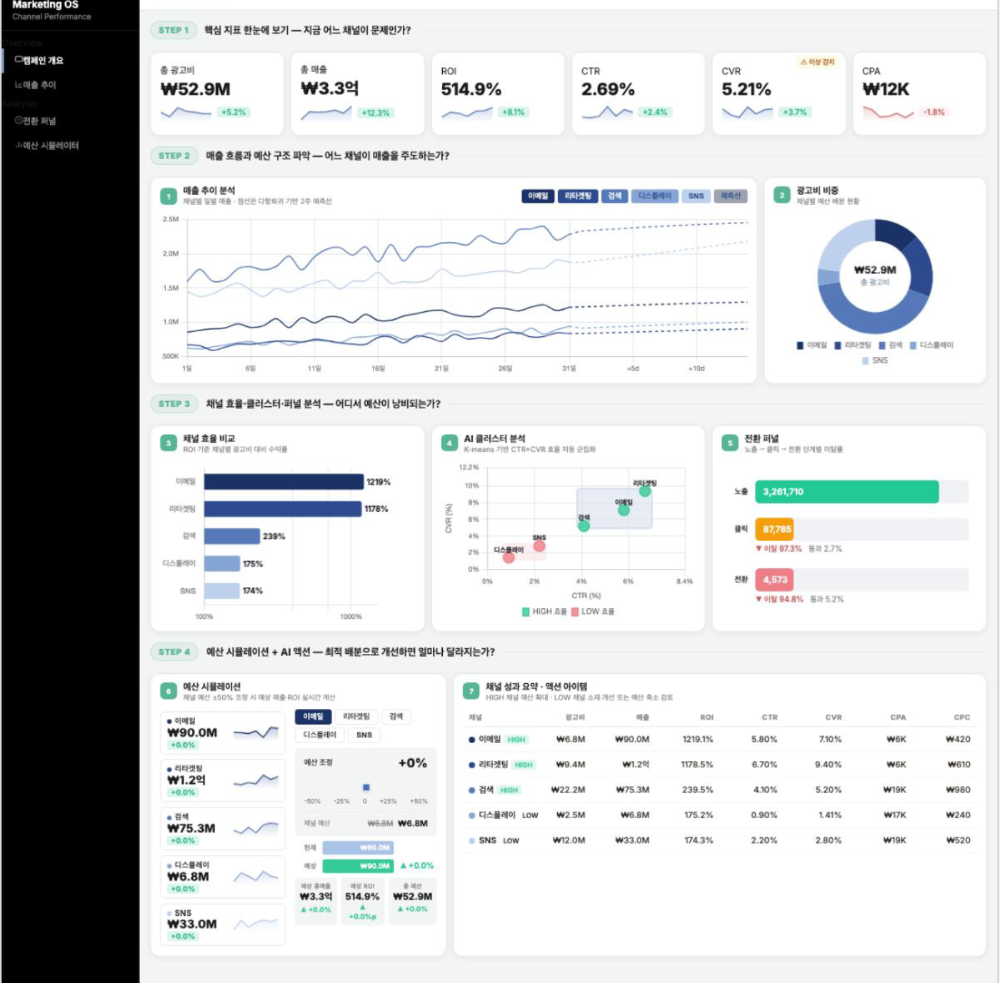 Marketing OS
Channel Performance
Overview
캠페인 개요
매출 추이
Analysis
전환 퍼널
예산 시뮬레이터
STEP 1 핵심 지표 한눈에 보기 — 지금 어느 채널이 문제인가?
총 광고비
₩52.9M
+5.2%
총 매출
₩3.3억
+12.3%
ROI
514.9%
+8.1%
CTR
2.69%
+2.4%
⚠ 이상 감지
CVR
5.21%
+3.7%
CPA
₩12K
-1.8%
STEP 2 매출 흐름과 예산 구조 파악 — 어느 채널이 매출을 주도하는가?
1 매출 추이 분석
채널별 일별 매출 · 점선은 다항회귀 기반 2주 예측선
이메일 리타겟팅 검색 디스플레이 SNS 예측선
2.5M
2.0M
1.5M
1.0M
500K
1일 6일 11일 16일 21일 26일 31일 +5d +10d
2 광고비 비중
채널별 예산 배분 현황
₩52.9M
총 광고비
이메일 리타겟팅 검색 디스플레이
SNS
STEP 3 채널 효율·클러스터·퍼널 분석 — 어디서 예산이 낭비되는가?
3 채널 효율 비교
ROI 기준 채널별 광고비 대비 수익률
이메일 1219%
리타겟팅 1178%
검색 239%
디스플레이 175%
SNS 174%
100% 1000%
4 AI 클러스터 분석
K-means 기반 CTR×CVR 효율 자동 군집화
CVR (%)
12.2%
10%
8%
6%
4%
2%
0%
리타겟팅
이메일
검색
SNS
디스플레이
0% 2% 4% 6% 8.4%
CTR (%)
HIGH 효율 LOW 효율
5 전환 퍼널
노출 → 클릭 → 전환 단계별 이탈률
노출 3,261,710
클릭 87,785
▼ 이탈 97.3% 통과 2.7%
전환 4,573
▼ 이탈 94.8% 통과 5.2%
STEP 4 예산 시뮬레이션 + AI 액션 — 최적 배분으로 개선하면 얼마나 달라지는가?
6 예산 시뮬레이션
채널 예산 ±50% 조정 시 예상 매출·ROI 실시간 계산
이메일
₩90.0M
+0.0%
리타겟팅
₩1.2억
+0.0%
검색
₩75.3M
+0.0%
디스플레이
₩6.8M
+0.0%
SNS
₩33.0M
+0.0%
이메일 리타겟팅 검색
디스플레이 SNS
예산 조정 +0%
-50% -25% 0 +25% +50%
채널 예산 ₩6.8M ₩6.8M
현재 ₩90.0M
예상 ₩90.0M ▲ +0.0%
예상 총매출
₩3.3억
▲ +0.0%
예상 ROI
514.9%
▲
+0.0%p
총 예산
₩52.9M
▲ +0.0%
7 채널 성과 요약 · 액션 아이템
HIGH 채널 예산 확대 · LOW 채널 소재 개선 또는 예산 축소 검토
채널 광고비 매출 ROI CTR CVR CPA CPC
이메일 HIGH ₩6.8M ₩90.0M 1219.1% 5.80% 7.10% ₩6K ₩420
리타겟팅 HIGH ₩9.4M ₩1.2억 1178.5% 6.70% 9.40% ₩6K ₩610
검색 HIGH ₩22.2M ₩75.3M 239.5% 4.10% 5.20% ₩19K ₩980
디스플레이 LOW ₩2.5M ₩6.8M 175.2% 0.90% 1.41% ₩17K ₩240
SNS LOW ₩12.0M ₩33.0M 174.3% 2.20% 2.80% ₩19K ₩520